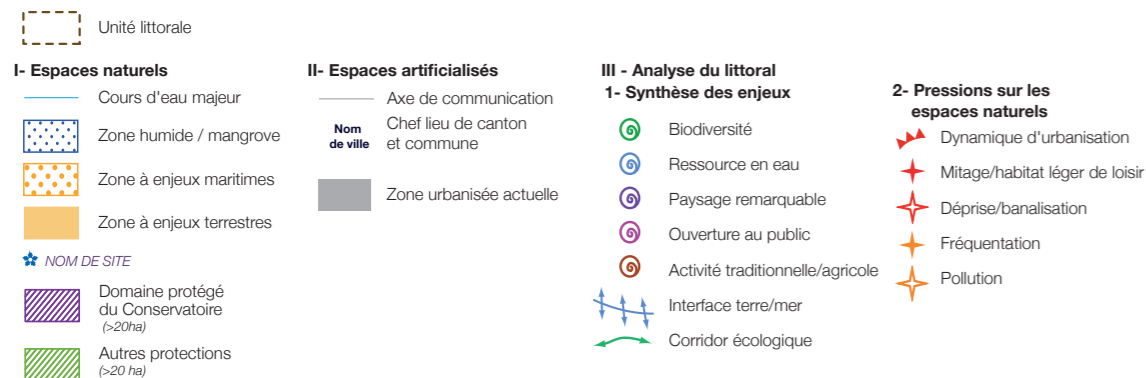 Unité littorale
I- Espaces naturels
Cours d'eau majeur
Zone humide / mangrove
Zone à enjeux maritimes
Zone à enjeux terrestres
NOM DE SITE
Domaine protégé
du Conservatoire
(>20ha)
Autres protections
(>20 ha)
II- Espaces artificialisés
Axe de communication
Nom
de ville
Chef lieu de canton
et commune
Zone urbanisée actuelle
III - Analyse du littoral
1- Synthèse des enjeux
Biodiversité
Ressource en eau
Paysage remarquable
Ouverture au public
Activité traditionnelle/agricole
Interface terre/mer
Corridor écologique
2- Pressions sur les
espaces naturels
Dynamique d'urbanisation
Mitage/habitat léger de loisir
Déprise/banalisation
Fréquentation
Pollution